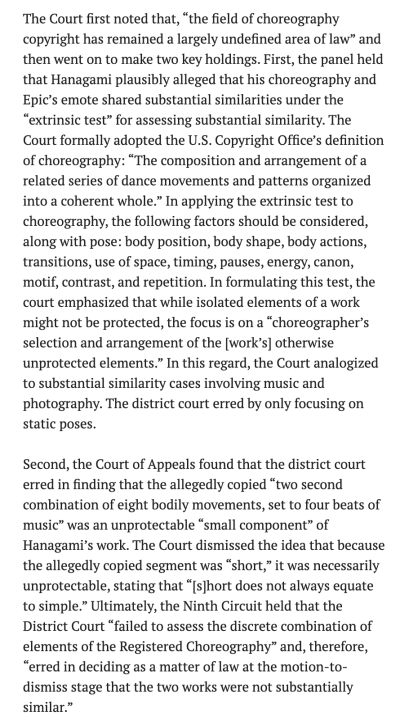 The Court first noted that, “the field of choreography
copyright has remained a largely undefined area of law” and
then went on to make two key holdings. First, the panel held
that Hanagami plausibly alleged that his choreography and
Epic’s emote shared substantial similarities under the
“extrinsic test” for assessing substantial similarity. The
Court formally adopted the U.S. Copyright Office’s definition
of choreography: “The composition and arrangement of a
related series of dance movements and patterns organized
into a coherent whole.” In applying the extrinsic test to
choreography, the following factors should be considered,
along with pose: body position, body shape, body actions,
transitions, use of space, timing, pauses, energy, canon,
motif, contrast, and repetition. In formulating this test, the
court emphasized that while isolated elements of a work
might not be protected, the focus is on a “choreographer’s
selection and arrangement of the [work’s] otherwise
unprotected elements.” In this regard, the Court analogized
to substantial similarity cases involving music and
photography. The district court erred by only focusing on
static poses.
Second, the Court of Appeals found that the district court
erred in finding that the allegedly copied “two second
combination of eight bodily movements, set to four beats of
music” was an unprotectable “small component” of
Hanagami’s work. The Court dismissed the idea that because
the allegedly copied segment was “short,” it was necessarily
unprotectable, stating that “[s]hort does not always equate
to simple.” Ultimately, the Ninth Circuit held that the
District Court “failed to assess the discrete combination of
elements of the Registered Choreography” and, therefore,
“erred in deciding as a matter of law at the motion-to-
dismiss stage that the two works were not substantially
similar.”